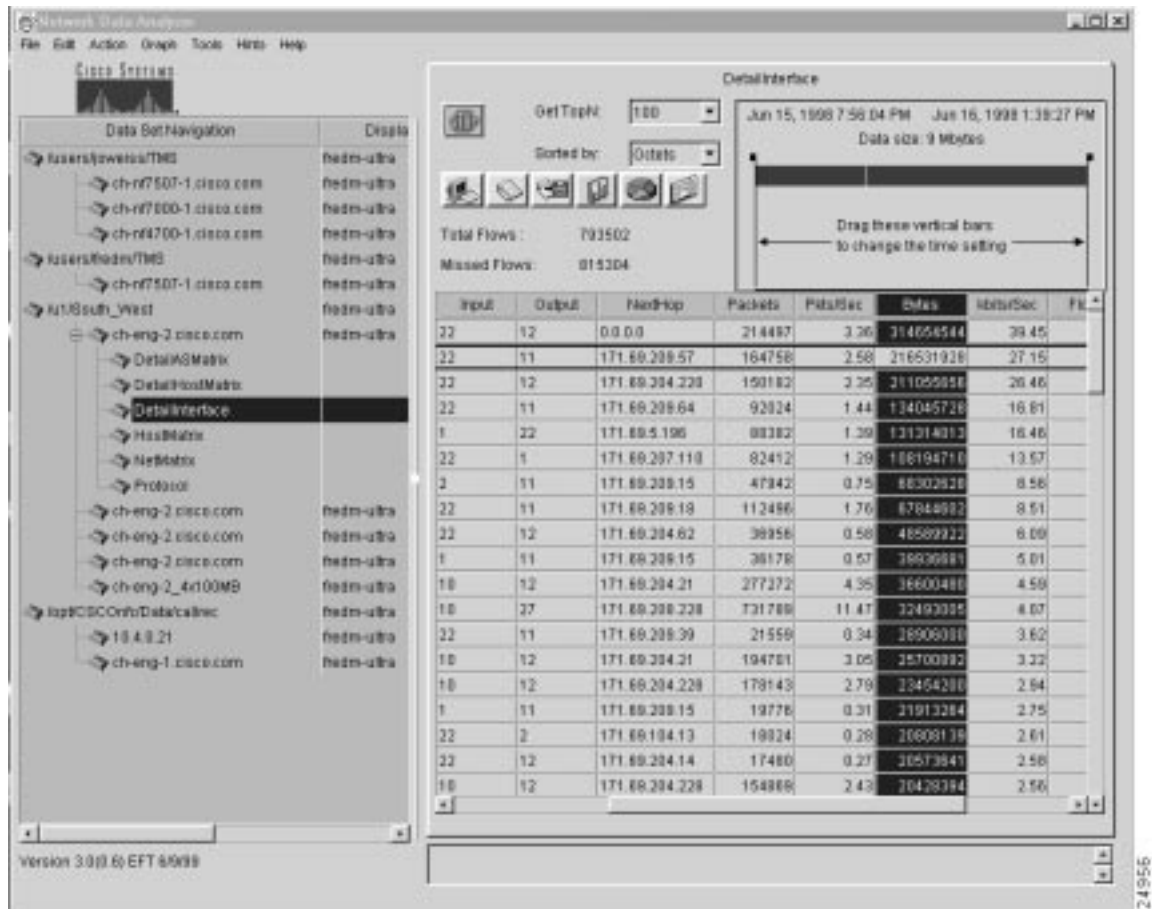 Network Data Analyzer
File Edit Action Graph Tools Hints Help
CISCO SYSTEMS
Data Set Navigation Displa
/users/joweiss/TMS fredm-ultra
ch-nf7507-1.cisco.com fredm-ultra
ch-nf7000-1.cisco.com fredm-ultra
ch-nf4700-1.cisco.com fredm-ultra
/users/fredm/TMS fredm-ultra
ch-nf7507-1.cisco.com fredm-ultra
/u1/South_West fredm-ultra
ch-eng-2.cisco.com fredm-ultra
DetailASMatrix
DetailHostMatrix
DetailInterface
HostMatrix
NetMatrix
Protocol
ch-eng-2.cisco.com fredm-ultra
ch-eng-2.cisco.com fredm-ultra
ch-eng-2.cisco.com fredm-ultra
ch-eng-2_4x100MB fredm-ultra
/opt/CSCOnfc/Data/callrec fredm-ultra
10.4.0.21 fredm-ultra
ch-eng-1.cisco.com fredm-ultra
Version 3.0(0.6) EFT
DetailInterface
Get TopN: 100
Sorted by: Octets
Jun 15, 1998 7:56:04 PM Jun 16, 1998 1:39:27 PM
Data size: 9 Mbytes
Drag these vertical bars
to change the time setting
Total Flows : 793502
Missed Flows: 815304
Input Output NextHop Packets Pkts/Sec Bytes kbits/Sec
22 12 0.0.0.0 214497 3.36 314654544 39.45
22 11 171.69.209.57 164758 2.58 216531928 27.15
22 12 171.69.204.220 150182 2.35 211055056 26.46
22 11 171.69.209.64 92024 1.44 134045728 16.81
1 22 171.69.5.196 1.39 131314013 16.46
22 1 171.69.207.110 82412 1.29 108194710 13.57
2 11 171.69.209.15 47942 0.75 68302628 8.56
22 11 171.69.209.18 112496 1.76 67844602 8.51
22 12 171.69.204.62 36956 0.58 48589922 6.09
1 11 171.69.209.15 36178 0.57 5.01
10 12 171.69.204.21 277272 4.35 36600480 4.59
10 27 171.69.200.228 731789 11.47 32493005 4.07
22 11 171.69.209.39 21559 0.34 28906000 3.62
10 12 171.69.204.21 194701 3.05 25700892 3.22
10 12 171.69.204.228 178143 2.79 23454200 2.94
1 11 171.69.209.15 19776 0.31 21913264 2.75
22 2 171.69.104.13 18024 0.28 20808139 2.61
22 12 171.69.204.14 17480 0.27 20573641 2.58
10 12 171.69.204.228 2.43 20428394 2.56
24956